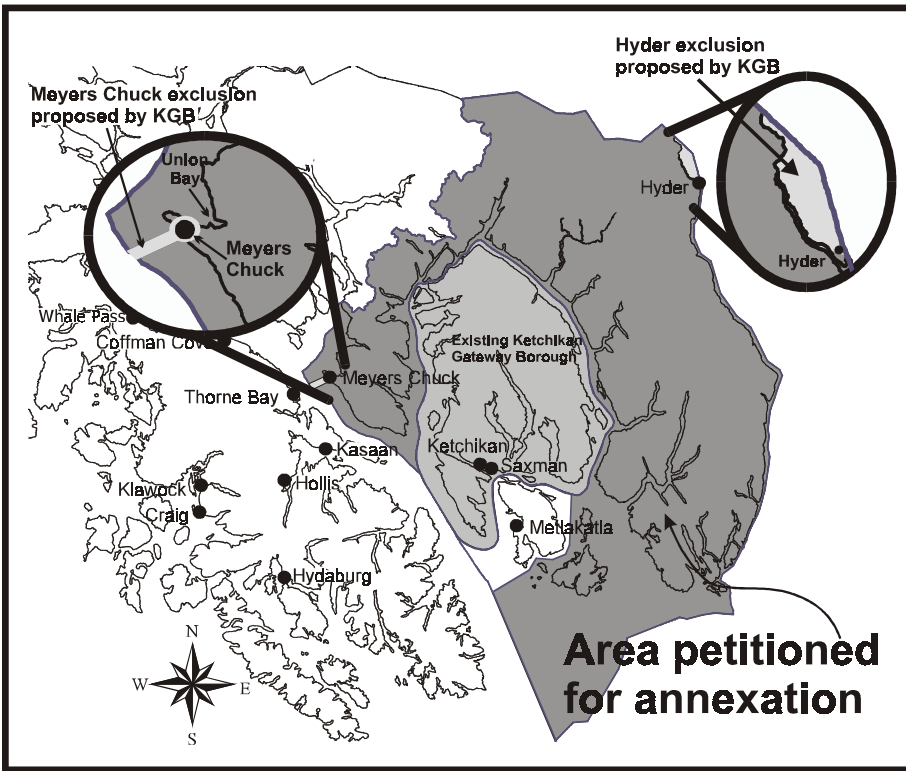 Hyder exclusion
proposed by KGB
Meyers Chuck exclusion
proposed by KGB
Union
Bay
Meyers
Chuck
Hyder
Hyder
Whale Pass
Coffman Cove
Existing Ketchikan
Gateway Borough
Meyers Chuck
Thorne Bay
Kasaan
Ketchikan
Saxman
Klawock
Hollis
Craig
Metlakatla
Hydaburg
N
W
E
S
Area petitioned
for annexation